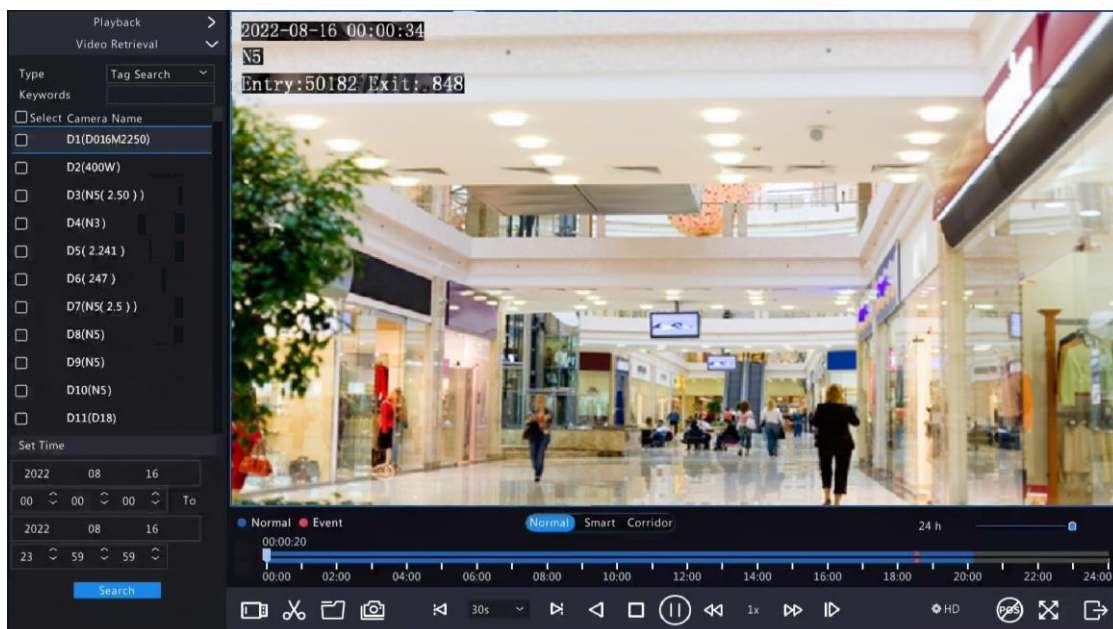 Playback
Video Retrieval
Type Tag Search
Keywords
Select Camera Name
D1(D016M2250)
D2(400W)
D3(N5( 2.50 ) )
D4(N3 )
D5( 2.241 )
D6( 247 )
D7(N5( 2.5 ) )
D8(N5)
D9(N5)
D10(N5)
D11(D18)
Set Time
2022 08 16
00 00 00 To
2022 08 16
23 59 59
Search
2022-08-16 00:00:34
N5
Entry:50182 Exit: 848
Normal Event Normal Smart Corridor 24 h
00:00:20
00:00 02:00 04:00 06:00 08:00 10:00 12:00 14:00 16:00 18:00 20:00 22:00 24:00
30s 1x HD POS